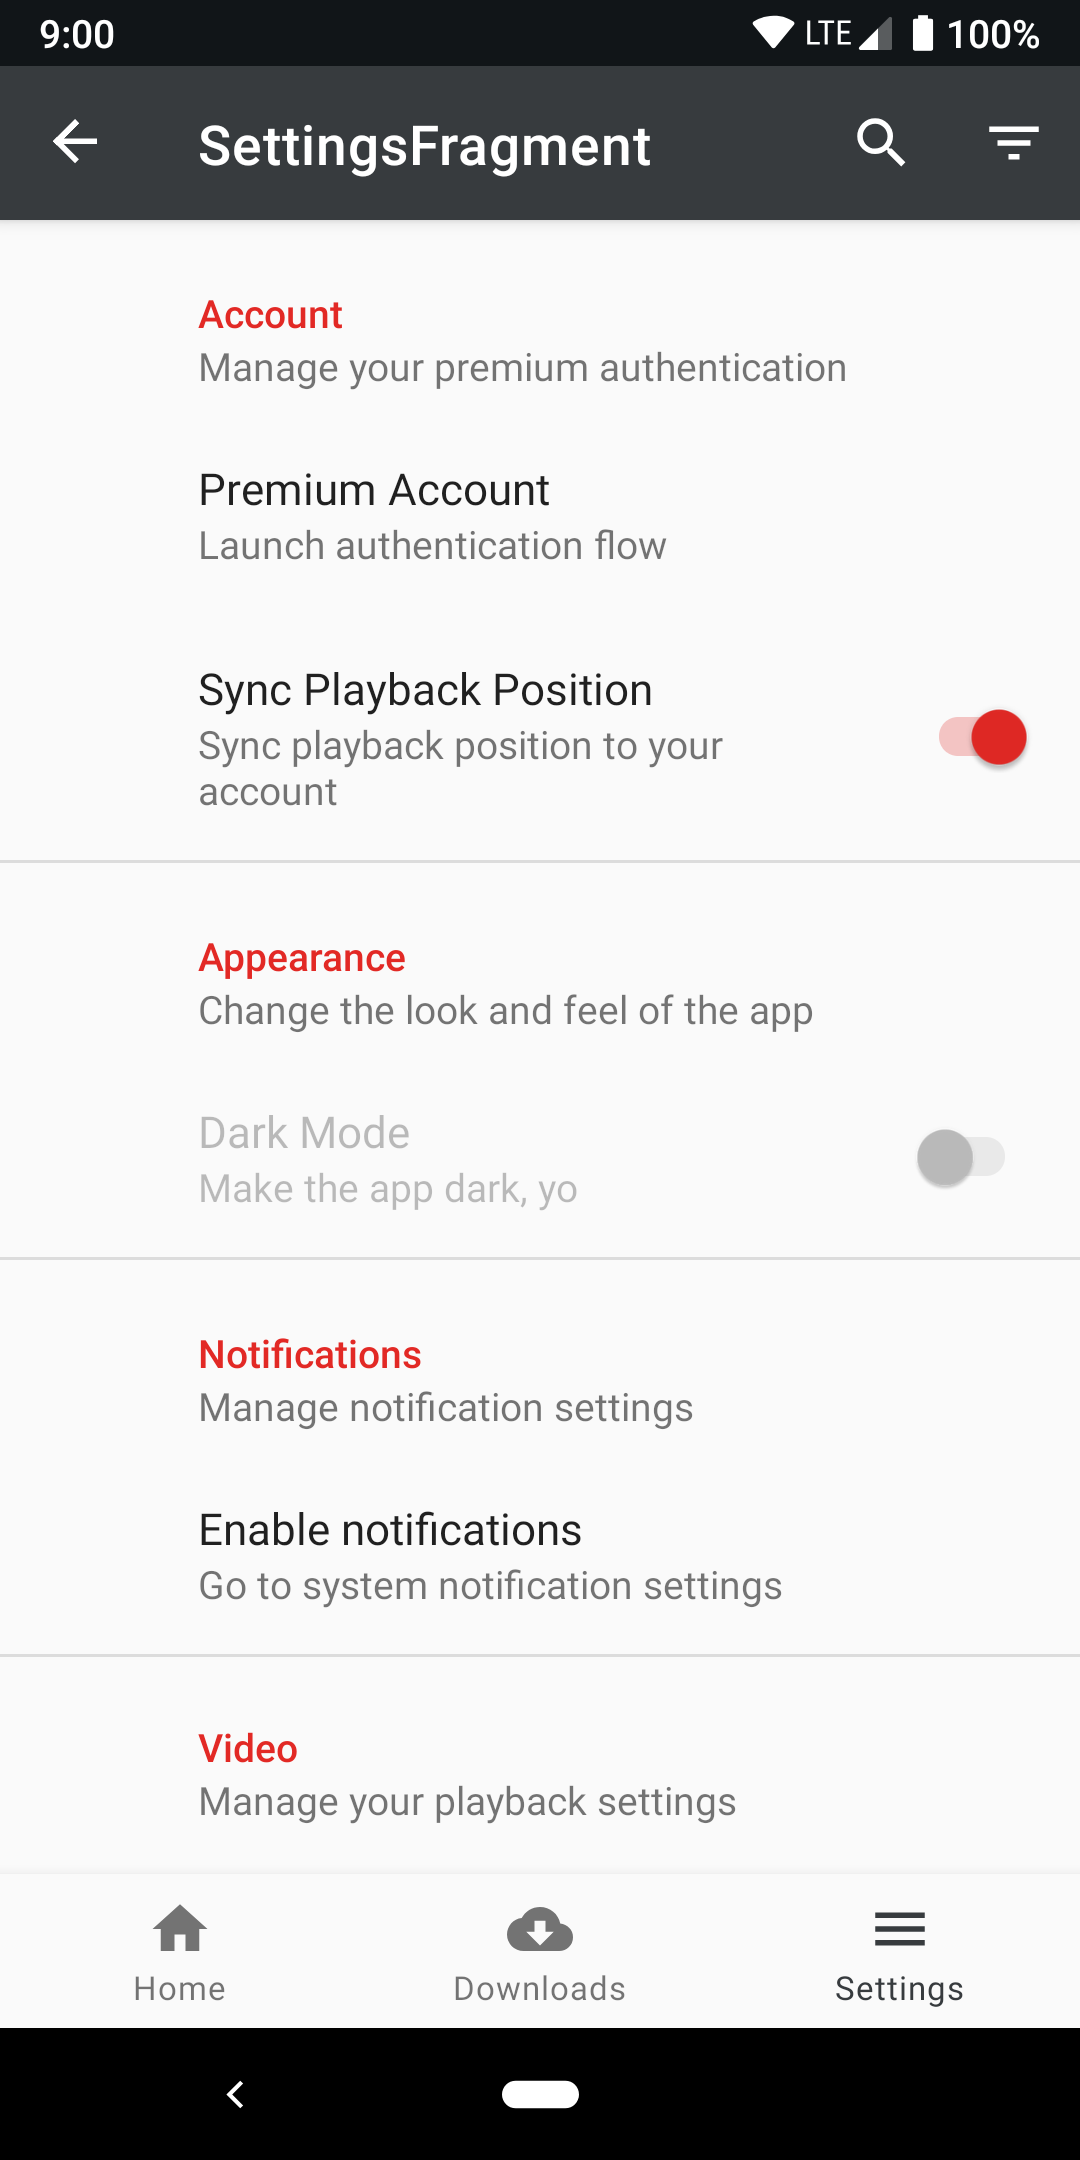 9:00 LTE 100%
SettingsFragment
Account
Manage your premium authentication
Premium Account
Launch authentication flow
Sync Playback Position
Sync playback position to your
account
Appearance
Change the look and feel of the app
Dark Mode
Make the app dark, yo
Notifications
Manage notification settings
Enable notifications
Go to system notification settings
Video
Manage your playback settings
Home Downloads Settings